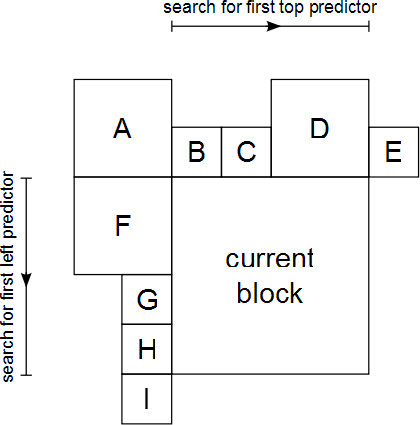 search for first top predictor
A
B
C
D
E
search for first left predictor
F
current
block
G
H
I